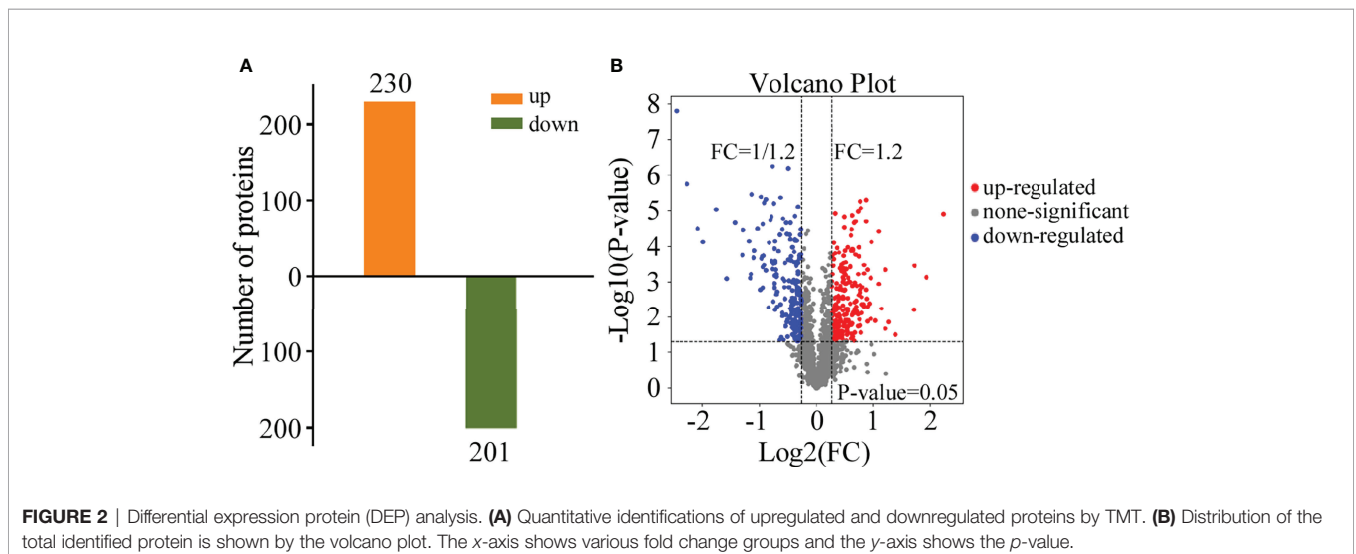 A
230
up
down
Number of proteins
200
100
0
100
200
201
B
Volcano Plot
8
7
6
5
4
3
2
1
0
-Log10(P-value)
FC=1/1.2
FC=1.2
P-value=0.05
-2
-1
0
1
2
Log2(FC)
up-regulated
none-significant
down-regulated
FIGURE 2 | Differential expression protein (DEP) analysis. (A) Quantitative identifications of upregulated and downregulated proteins by TMT. (B) Distribution of the
total identified protein is shown by the volcano plot. The x-axis shows various fold change groups and the y-axis shows the p-value.